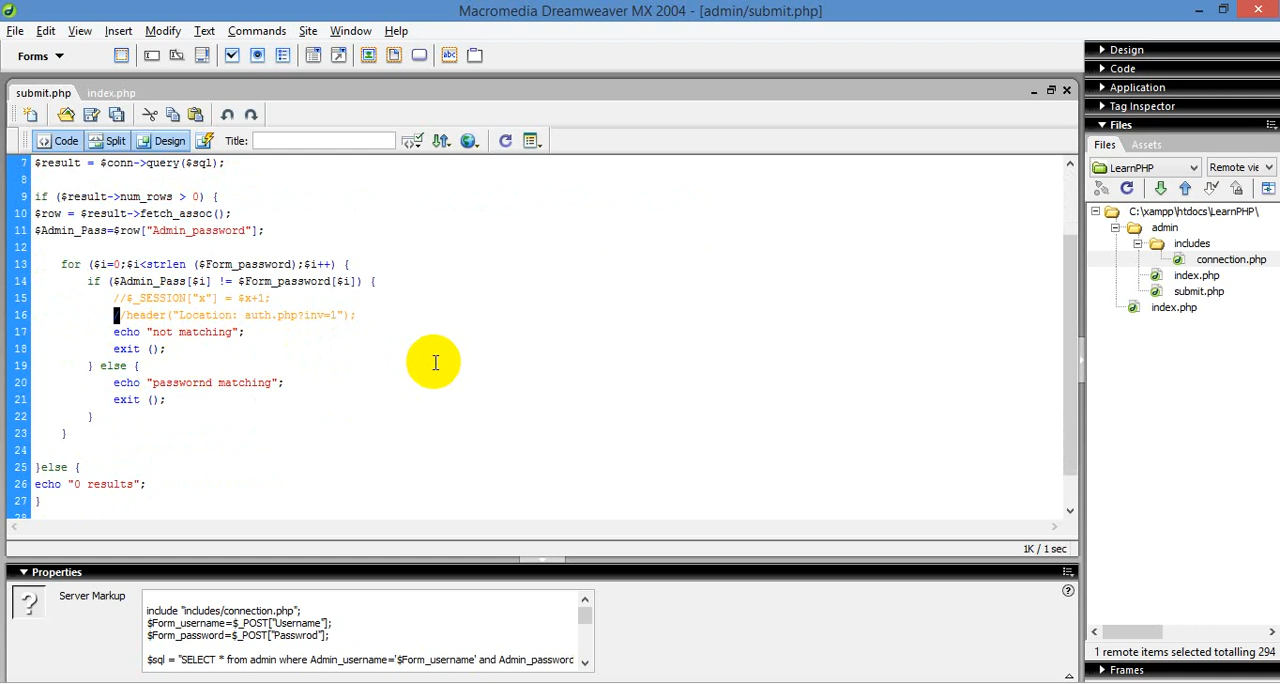 Macromedia Dreamweaver MX 2004 - [admin/submit.php]
File Edit View Insert Modify Text Commands Site Window Help
Forms
submit.php index.php
Code Split Design Title:
7 $result = $conn->query($sql);
8
9 if ($result->num_rows > 0) {
10 $row = $result->fetch_assoc();
11 $Admin_Pass=$row["Admin_password"];
12
13 for ($i=0;$i<strlen ($Form_password);$i++) {
14 if ($Admin_Pass[$i] != $Form_password[$i]) {
15 //$_SESSION["x"] = $x+1;
16 //header("Location: auth.php?inv=1");
17 echo "not matching";
18 exit ();
19 } else {
20 echo "passwornd matching";
21 exit ();
22 }
23 }
24
25 }else {
26 echo "0 results";
27 }
28
1K / 1 sec
Properties
Server Markup
include "includes/connection.php";
$Form_username=$_POST["Username"];
$Form_password=$_POST["Passwrod"];
$sql = "SELECT * from admin where Admin_username='$Form_username' and Admin_password
Design
Code
Application
Tag Inspector
Files
Files Assets
LearnPHP Remote vie
C:\xampp\htdocs\LearnPHP\
admin
includes
connection.php
index.php
submit.php
index.php
1 remote items selected totalling 294
Frames